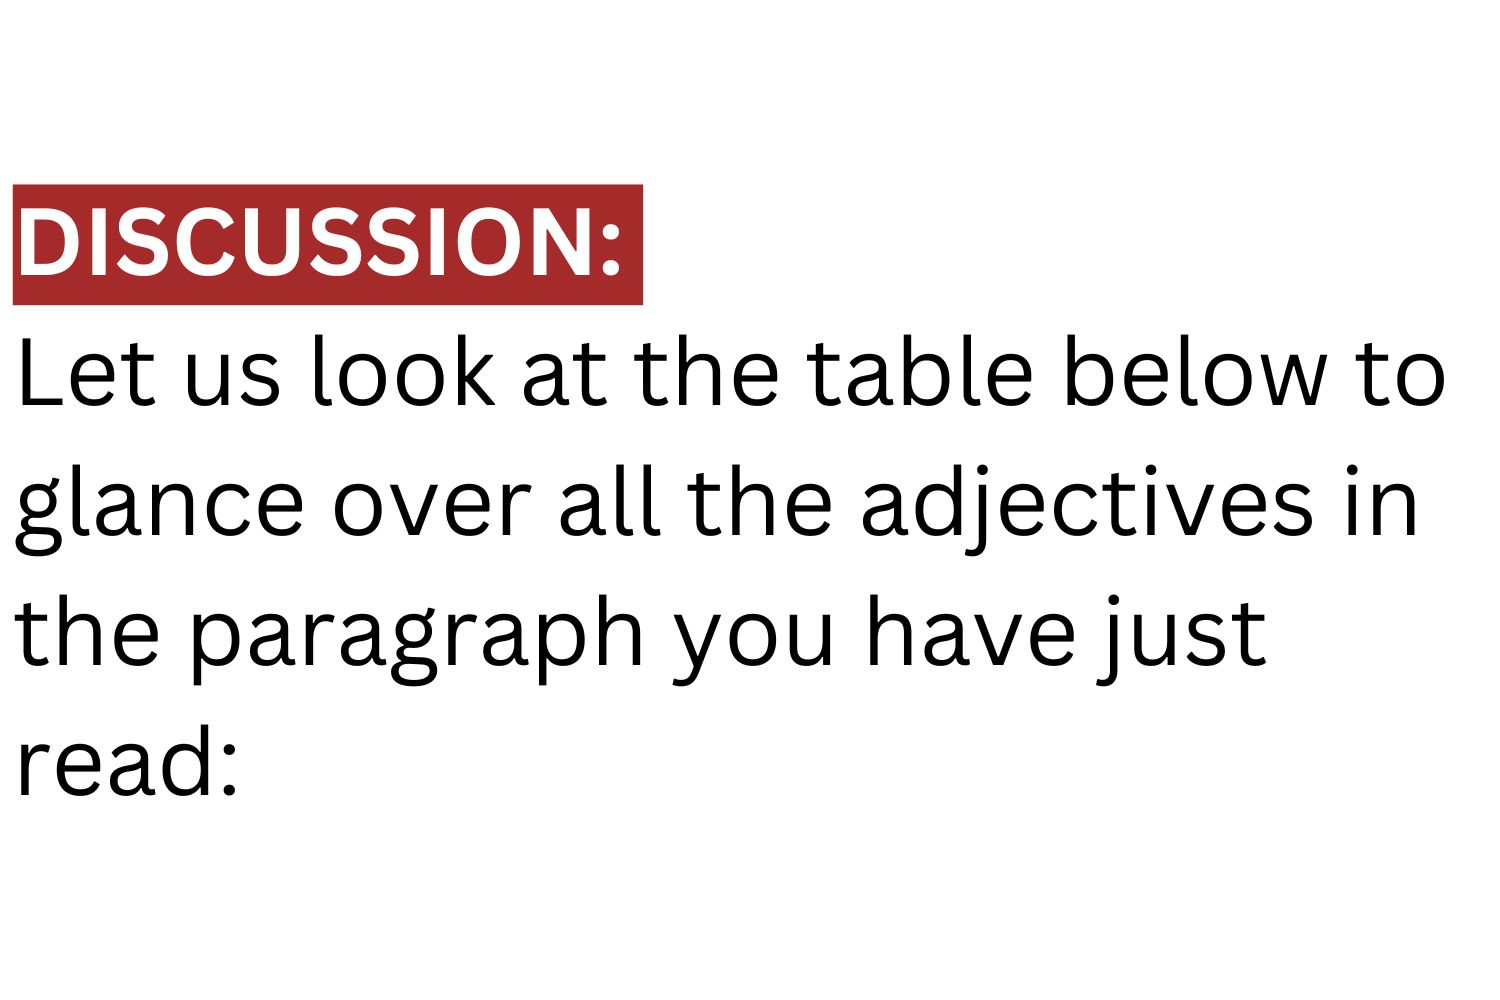 DISCUSSION:
Let us look at the table below to
glance over all the adjectives in
the paragraph you have just
read: